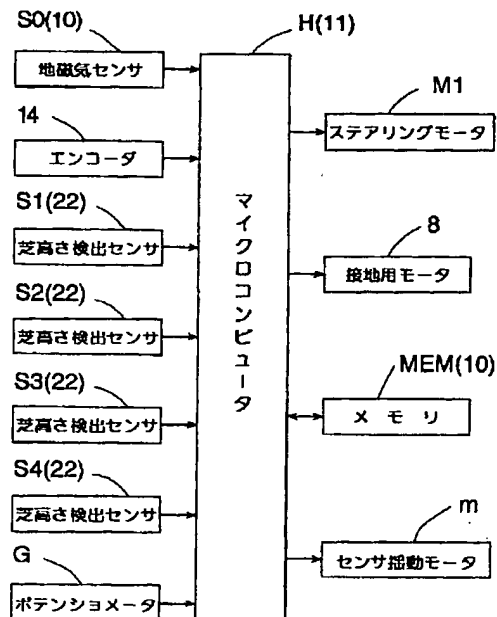 S0(10)
地磁気センサ
14
エンコーダ
S1(22)
芝高さ検出センサ
S2(22)
芝高さ検出センサ
S3(22)
芝高さ検出センサ
S4(22)
芝高さ検出センサ
G
ポテンショメータ
H(11)
マイクロコンピュータ
M1
ステアリングモータ
8
接地用モータ
MEM(10)
メモリ
m
センサ揺動モータ